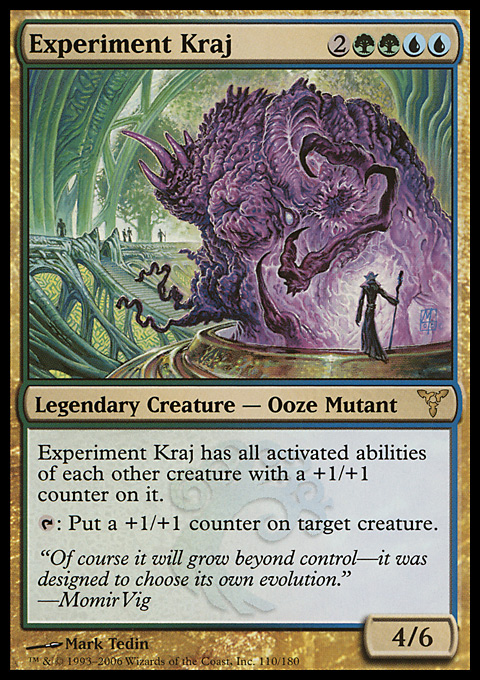 Experiment Kraj 2
Legendary Creature — Ooze Mutant
Experiment Kraj has all activated abilities
of each other creature with a +1/+1
counter on it.
: Put a +1/+1 counter on target creature.
“Of course it will grow beyond control—it was
designed to choose its own evolution.”
—Momir Vig
4/6
Mark Tedin
™ & © 1993–2006 Wizards of the Coast, Inc. 110/180